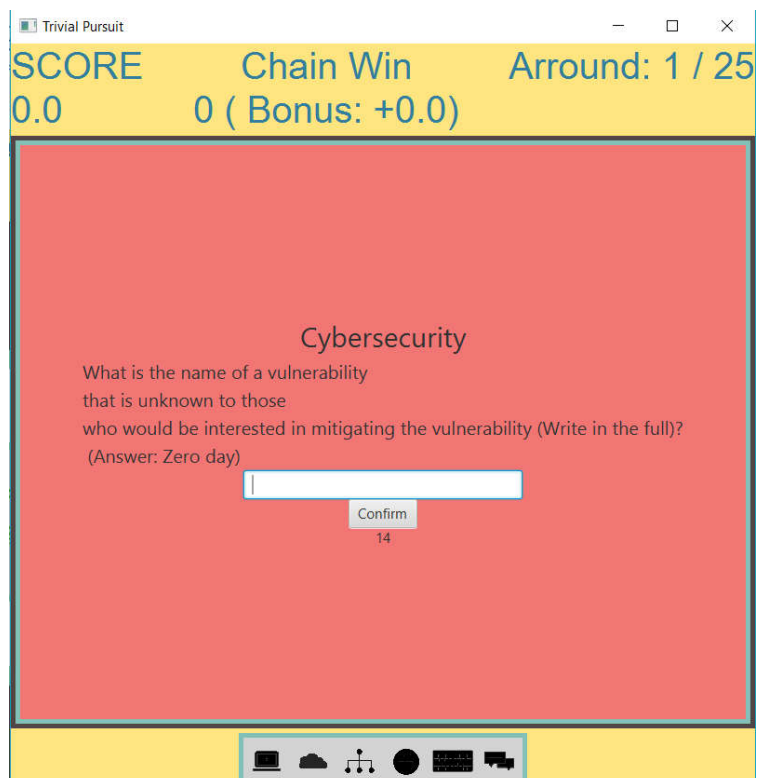 Trivial Pursuit
SCORE Chain Win Arround: 1 / 25
0.0 0 ( Bonus: +0.0)
Cybersecurity
What is the name of a vulnerability
that is unknown to those
who would be interested in mitigating the vulnerability (Write in the full)?
(Answer: Zero day)
Confirm
14